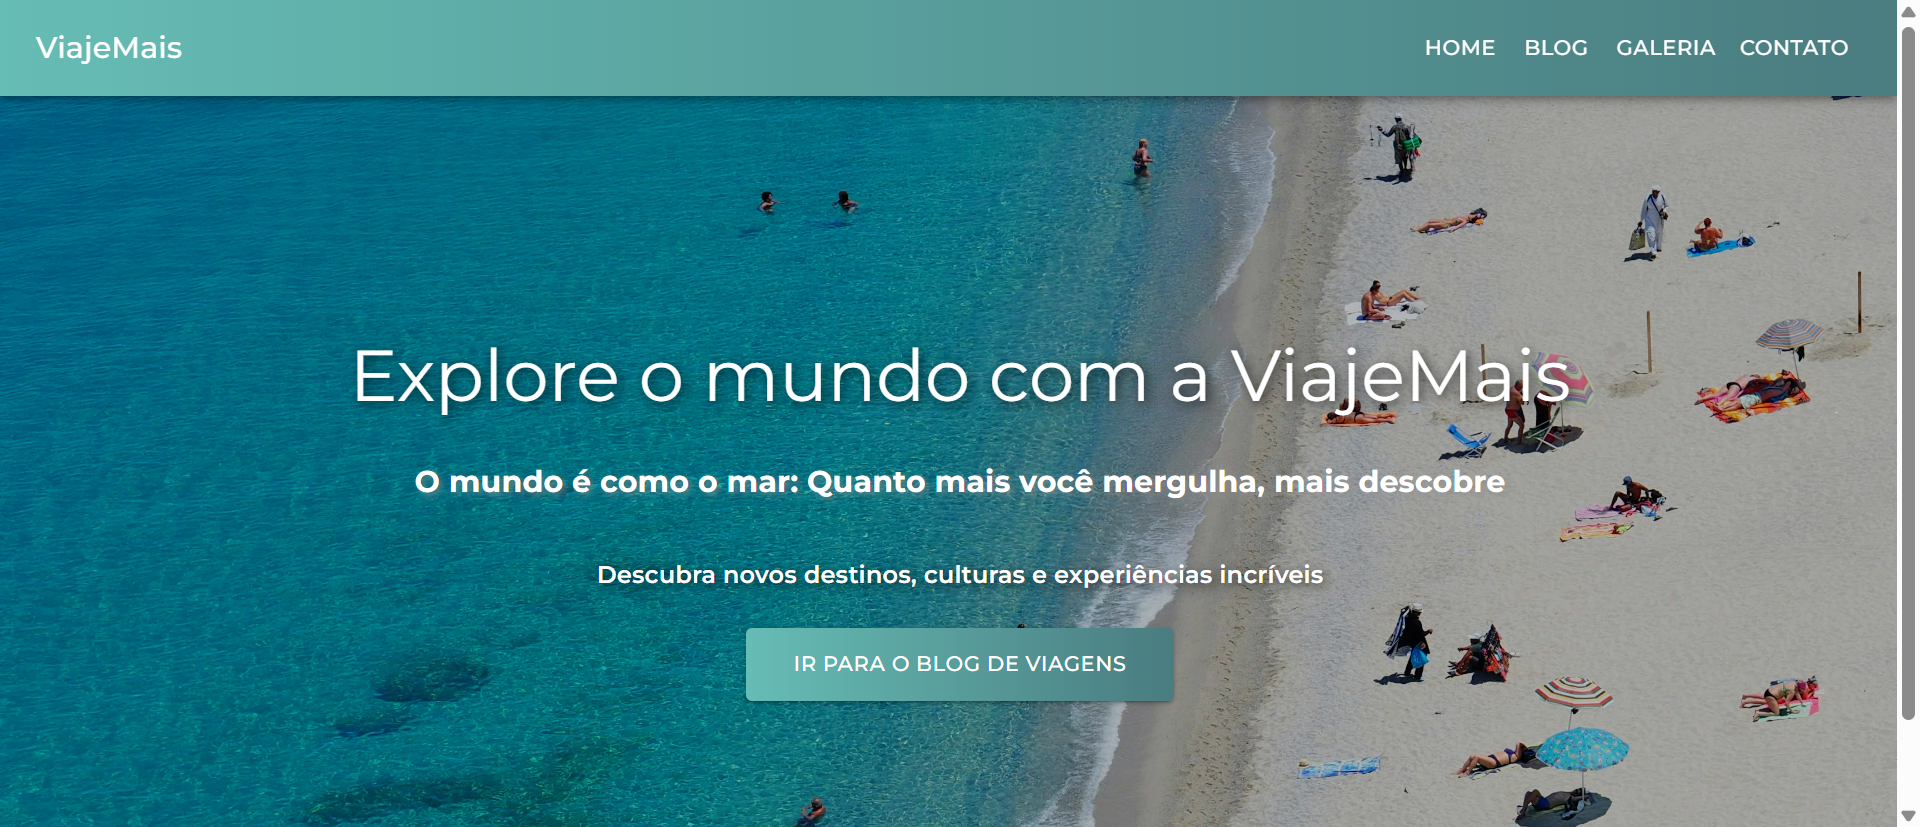 ViajeMais
HOME BLOG GALERIA CONTATO
Explore o mundo com a ViajeMais
O mundo é como o mar: Quanto mais você mergulha, mais descobre
Descubra novos destinos, culturas e experiências incríveis
IR PARA O BLOG DE VIAGENS